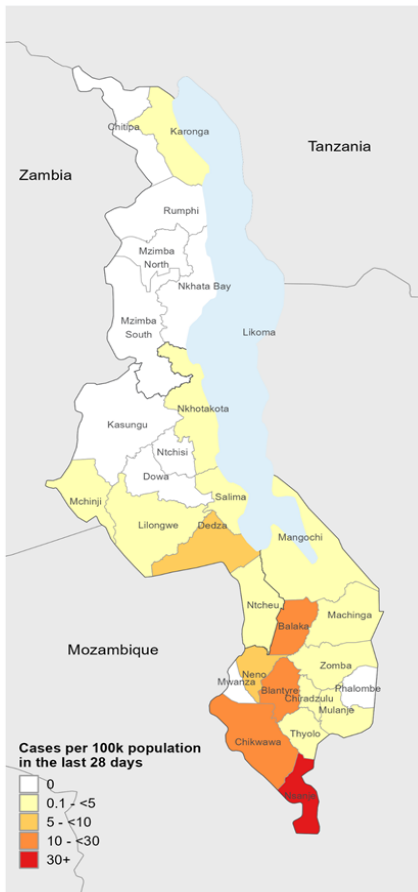 Chitipa
Karonga
Tanzania
Zambia
Rumphi
Mzimba
North
Nkhata Bay
Mzimba
South
Likoma
Nkhotakota
Kasungu
Ntchisi
Dowa
Mchinji
Salima
Lilongwe
Dedza
Mangochi
Ntcheu
Machinga
Balaka
Mozambique
Zomba
Neno
Mwanza
Phalombe
Blantyre
Chiradzulu
Mulanje
Thyolo
Chikwawa
Nsanje
Cases per 100k population
in the last 28 days
0
0.1 - <5
5 - <10
10 - <30
30+